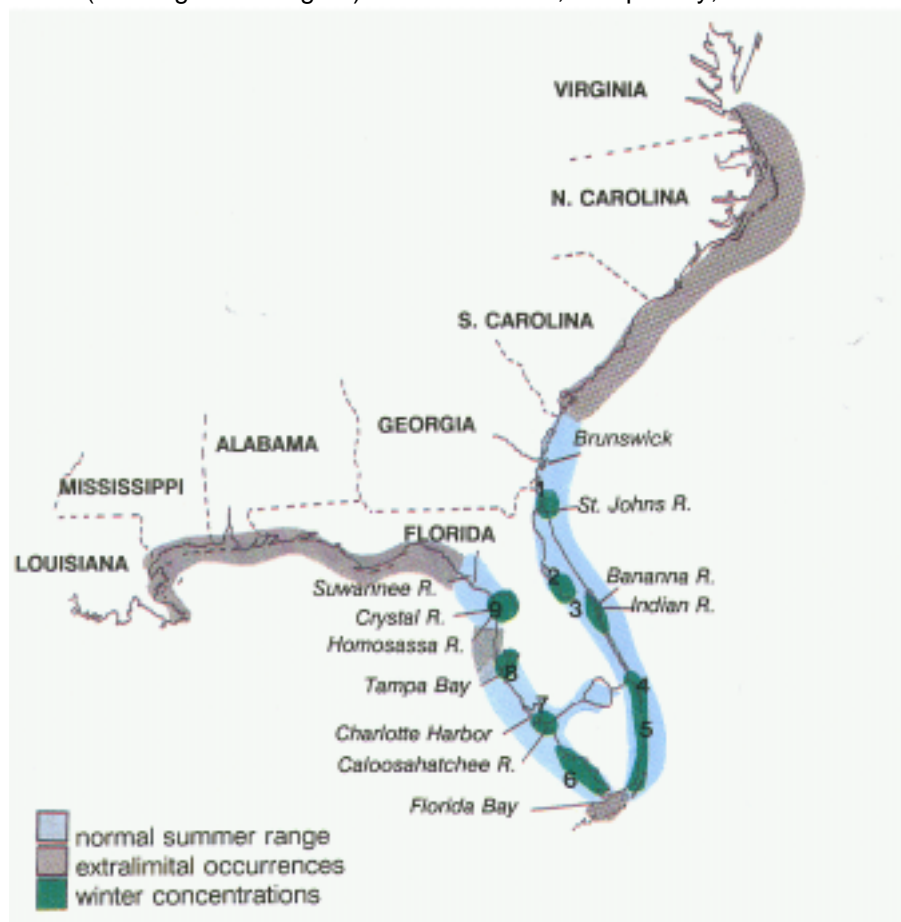 VIRGINIA
N. CAROLINA
S. CAROLINA
GEORGIA
Brunswick
ALABAMA
MISSISSIPPI
1
St. Johns R.
FLORIDA
LOUISIANA
2
Bananna R.
Suwannee R.
9
3
Indian R.
Crystal R.
Homosassa R.
8
Tampa Bay
4
7
5
Charlotte Harbor
Caloosahatchee R.
6
Florida Bay
normal summer range
extralimital occurrences
winter concentrations